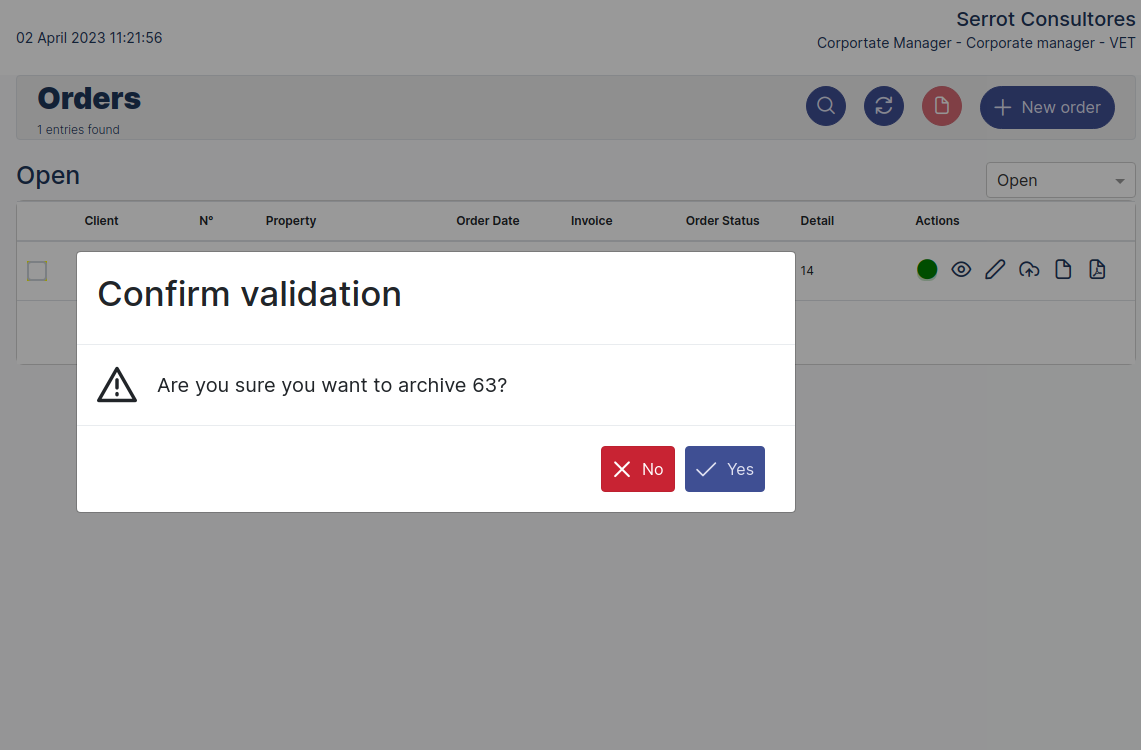 Serrot Consultores
02 April 2023 11:21:56
Corportate Manager - Corporate manager - VET
Orders
1 entries found
New order
Open
Open
Client N° Property Order Date Invoice Order Status Detail Actions
14
Confirm validation
Are you sure you want to archive 63?
No Yes